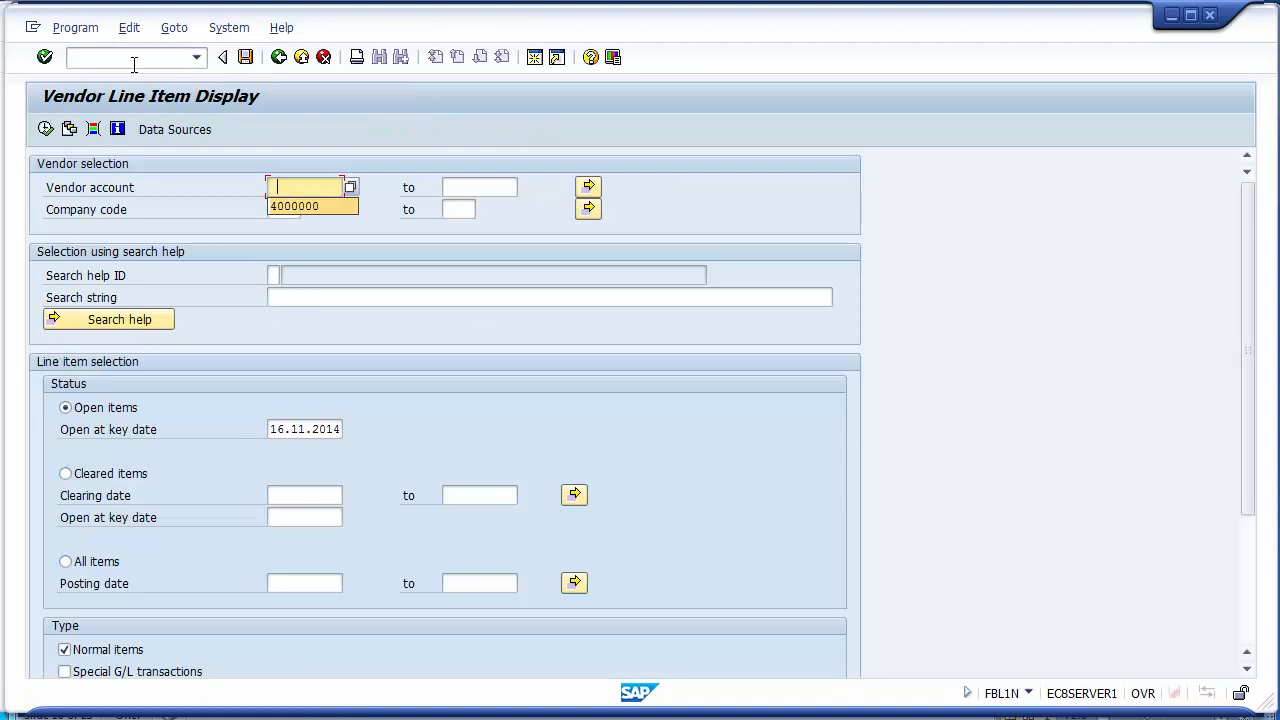 Program Edit Goto System Help
Vendor Line Item Display
Data Sources
Vendor selection
Vendor account to
4000000
Company code to
Selection using search help
Search help ID
Search string
Search help
Line item selection
Status
Open items
Open at key date 16.11.2014
Cleared items
Clearing date to
Open at key date
All items
Posting date to
Type
Normal items
Special G/L transactions
SAP FBL1N EC8SERVER1 OVR